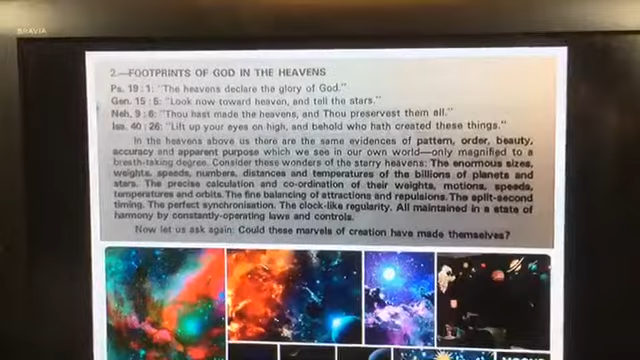 BRAVIA
2.—FOOTPRINTS OF GOD IN THE HEAVENS
Ps. 19 : 1: "The heavens declare the glory of God."
Gen. 15 : 5: "Look now toward heaven, and tell the stars."
Neh. 9 : 6: "Thou hast made the heavens, and Thou preservest them all."
Isa. 40 : 26: "Lift up your eyes on high, and behold who hath created these things."
In the heavens above us there are the same evidences of pattern, order, beauty,
accuracy and apparent purpose which we see in our own world—only magnified to a
breath-taking degree. Consider these wonders of the starry heavens: The enormous sizes,
weights, speeds, numbers, distances and temperatures of the billions of planets and
stars. The precise calculation and co-ordination of their weights, motions, speeds,
temperatures and orbits. The fine balancing of attractions and repulsions. The split-second
timing. The perfect synchronisation. The clock-like regularity. All maintained in a state of
harmony by constantly-operating laws and controls.
Now let us ask again: Could these marvels of creation have made themselves?